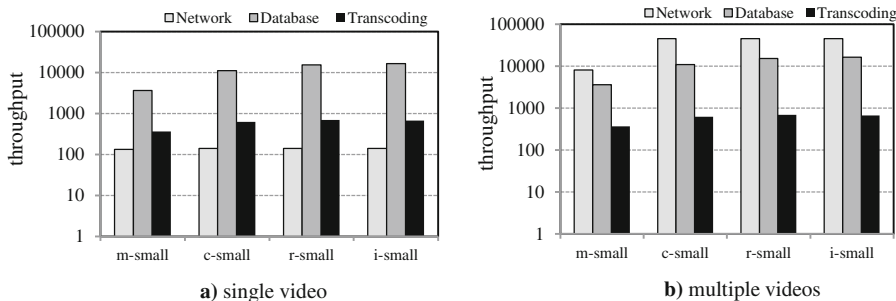 Network Database Transcoding
100000
10000
1000
100
10
1
throughput
m-small c-small r-small i-small
a) single video
Network Database Transcoding
100000
10000
1000
100
10
1
throughput
m-small c-small r-small i-small
b) multiple videos